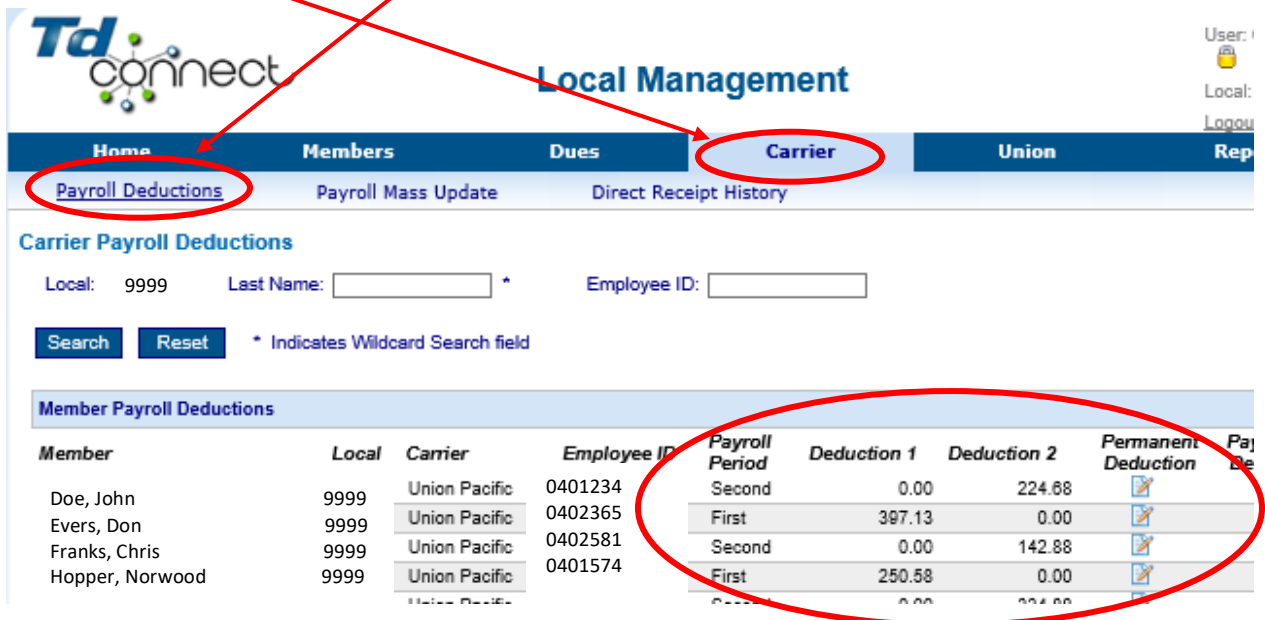 Td connect
Local Management
User:
Local:
Home Members Dues Carrier Union
Payroll Deductions Payroll Mass Update Direct Receipt History
Carrier Payroll Deductions
Local: 9999 Last Name: * Employee ID:
Search Reset * Indicates Wildcard Search field
Member Payroll Deductions
Member Local Carrier Employee ID Payroll Period Deduction 1 Deduction 2 Permanent Deduction
Doe, John 9999 Union Pacific 0401234 Second 0.00 224.68
Evers, Don 9999 Union Pacific 0402365 First 397.13 0.00
Franks, Chris 9999 Union Pacific 0402581 Second 0.00 142.88
Hopper, Norwood 9999 Union Pacific 0401574 First 250.58 0.00